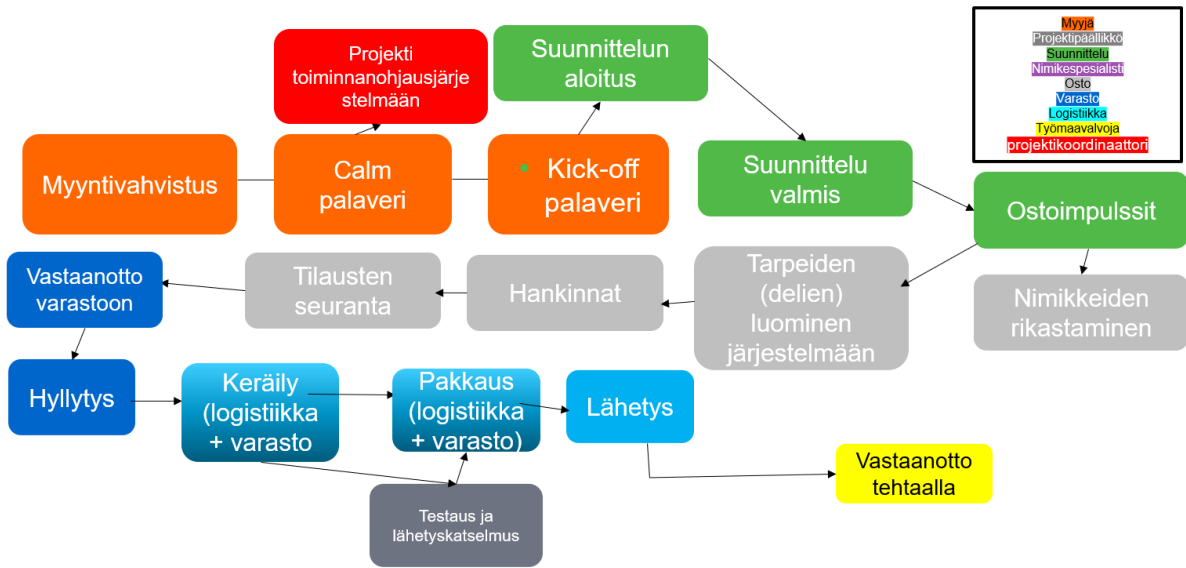 Myyjä
Projektipäällikkö
Suunnittelu
Nimikespesialisti
Osto
Varasto
Logistiikka
Työmaavalvoja
projektikoordinaattori
Projekti
toiminnanohjausjärje
stelmään
Suunnittelun
aloitus
Myyntivahvistus
Calm
palaveri
Kick-off
palaveri
Suunnittelu
valmis
Ostoimpulssit
Vastaanotto
varastoon
Tilausten
seuranta
Hankinnat
Tarpeiden
(delien)
luominen
järjestelmään
Nimikkeiden
rikastaminen
Hyllytys
Keräily
(logistiikka
+ varasto
Pakkaus
(logistiikka
+ varasto)
Lähetys
Vastaanotto
tehtaalla
Testaus ja
lähetyskatselmus